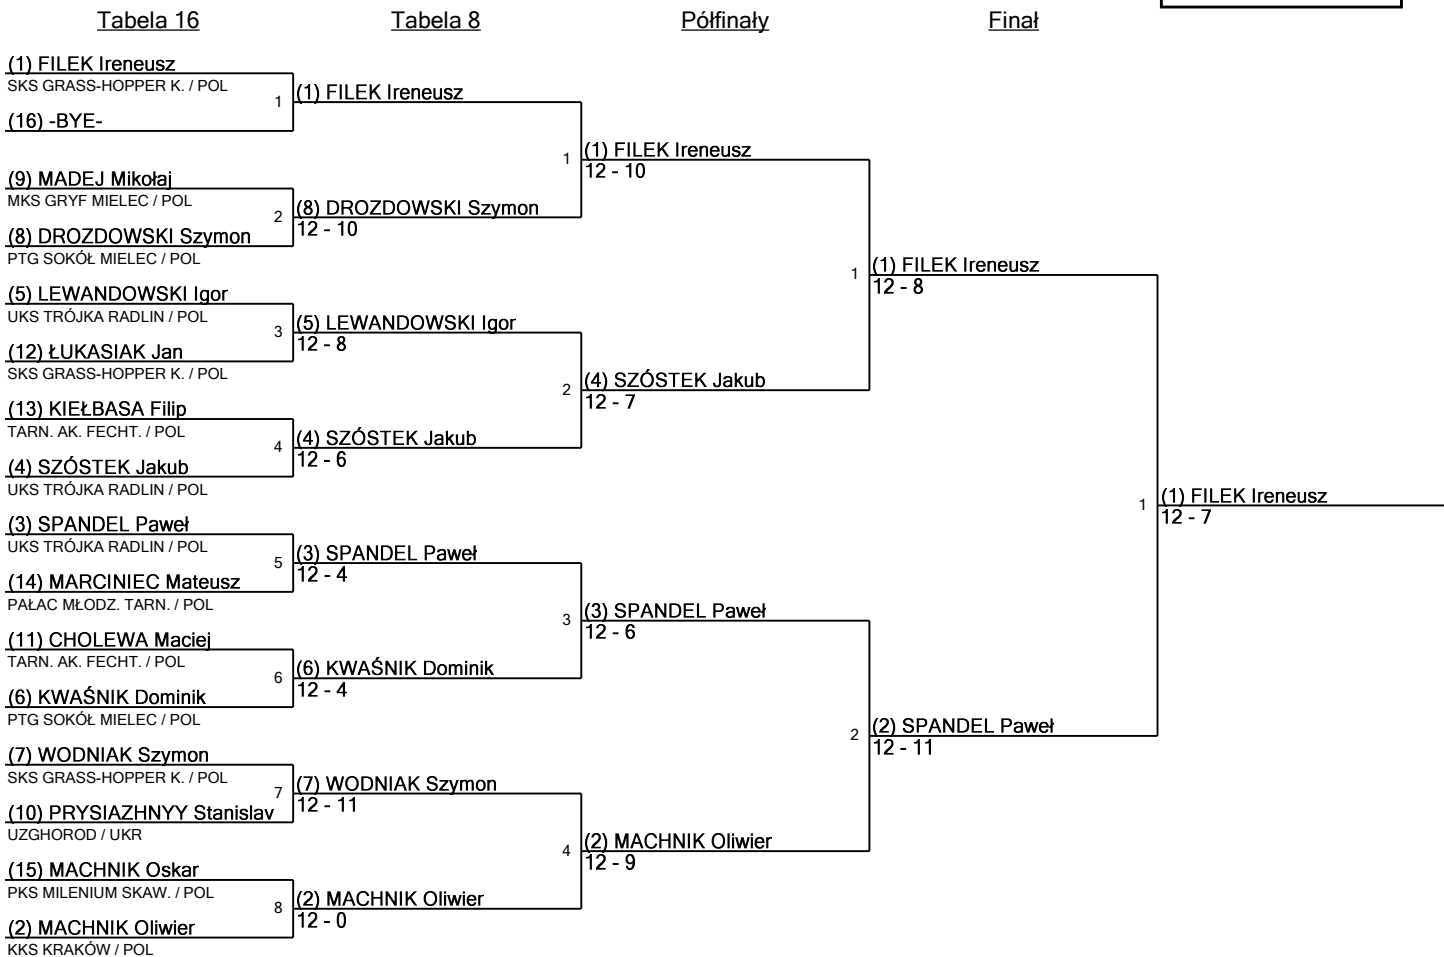 Tabela 16
Tabela 8
Półfinały
Finał
(1) FILEK Ireneusz
SKS GRASS-HOPPER K. / POL
1
(16) -BYE-
(9) MADEJ Mikołaj
MKS GRYF MIELEC / POL
2
(8) DROZDOWSKI Szymon
PTG SOKÓŁ MIELEC / POL
(5) LEWANDOWSKI Igor
UKS TRÓJKA RADLIN / POL
3
(12) ŁUKASIAK Jan
SKS GRASS-HOPPER K. / POL
(13) KIEŁBASA Filip
TARN. AK. FECHT. / POL
4
(4) SZÓSTEK Jakub
UKS TRÓJKA RADLIN / POL
(3) SPANDEL Paweł
UKS TRÓJKA RADLIN / POL
5
(14) MARCINIEC Mateusz
PAŁAC MŁODZ. TARN. / POL
(11) CHOLEWA Maciej
TARN. AK. FECHT. / POL
6
(6) KWAŚNIK Dominik
PTG SOKÓŁ MIELEC / POL
(7) WODNIAK Szymon
SKS GRASS-HOPPER K. / POL
7
(10) PRYSIAZHNYY Stanislav
UZGHOROD / UKR
(15) MACHNIK Oskar
PKS MILENIUM SKAW. / POL
8
(2) MACHNIK Oliwier
KKS KRAKÓW / POL
(1) FILEK Ireneusz
1
(8) DROZDOWSKI Szymon
12 - 10
(5) LEWANDOWSKI Igor
12 - 8
2
(4) SZÓSTEK Jakub
12 - 6
(3) SPANDEL Paweł
12 - 4
3
(6) KWAŚNIK Dominik
12 - 4
(7) WODNIAK Szymon
12 - 11
4
(2) MACHNIK Oliwier
12 - 0
(1) FILEK Ireneusz
12 - 10
1
(4) SZÓSTEK Jakub
12 - 7
(3) SPANDEL Paweł
12 - 6
2
(2) MACHNIK Oliwier
12 - 9
(1) FILEK Ireneusz
12 - 8
1
(2) SPANDEL Paweł
12 - 11
(1) FILEK Ireneusz
12 - 7